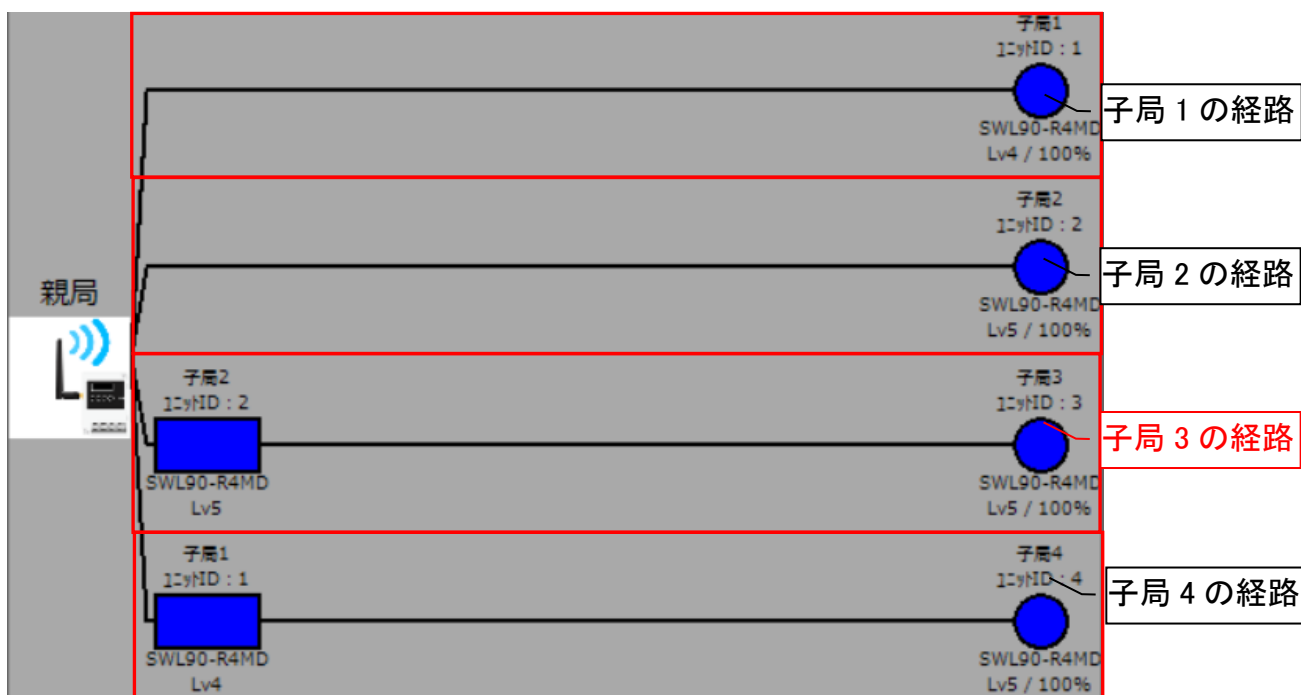 子局1
ﾕﾆｯﾄID : 1
SWL90-R4MD
Lv4 / 100%
子局 1 の経路
子局2
ﾕﾆｯﾄID : 2
SWL90-R4MD
Lv5 / 100%
子局 2 の経路
親局
子局2
ﾕﾆｯﾄID : 2
SWL90-R4MD
Lv5
子局3
ﾕﾆｯﾄID : 3
SWL90-R4MD
Lv5 / 100%
子局 3 の経路
子局1
ﾕﾆｯﾄID : 1
SWL90-R4MD
Lv4
子局4
ﾕﾆｯﾄID : 4
SWL90-R4MD
Lv5 / 100%
子局 4 の経路